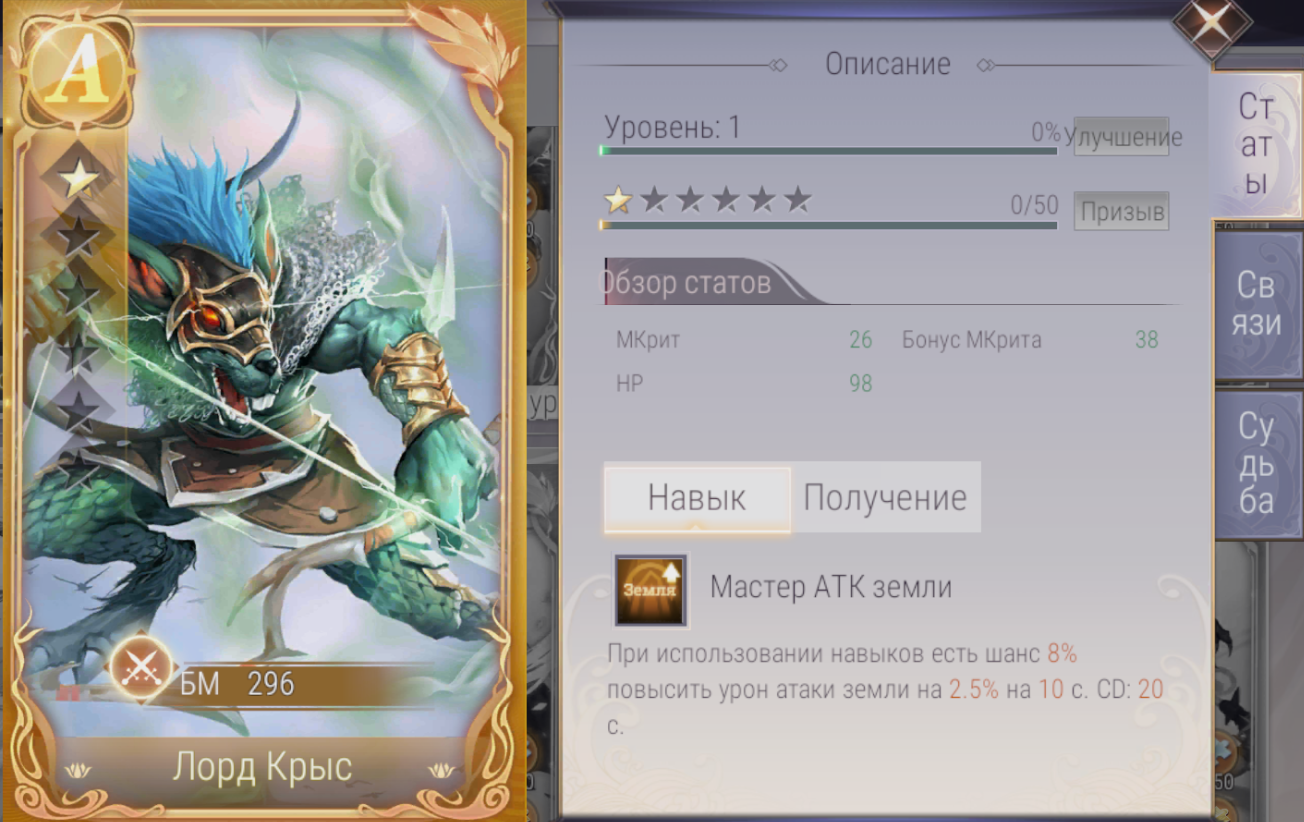 A
БМ 296
Лорд Крыс
Описание
Уровень: 1
0%
Улучшение
0/50
Призыв
Обзор статов
МКрит 26 Бонус МКрита 38
HP 98
Навык
Получение
Земля
Мастер АТК земли
При использовании навыков есть шанс 8%
повысить урон атаки земли на 2.5% на 10 с. CD: 20
с.
Ст
ат
ы
Св
язи
Су
дь
ба
ур
50